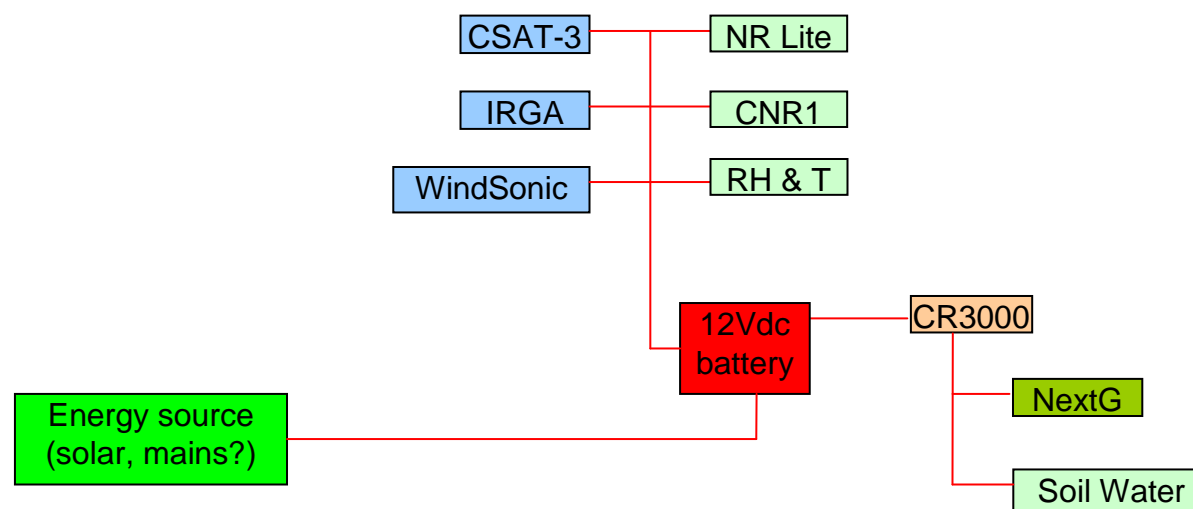 CSAT-3
NR Lite
IRGA
CNR1
WindSonic
RH & T
12Vdc
battery
CR3000
NextG
Energy source
(solar, mains?)
Soil Water